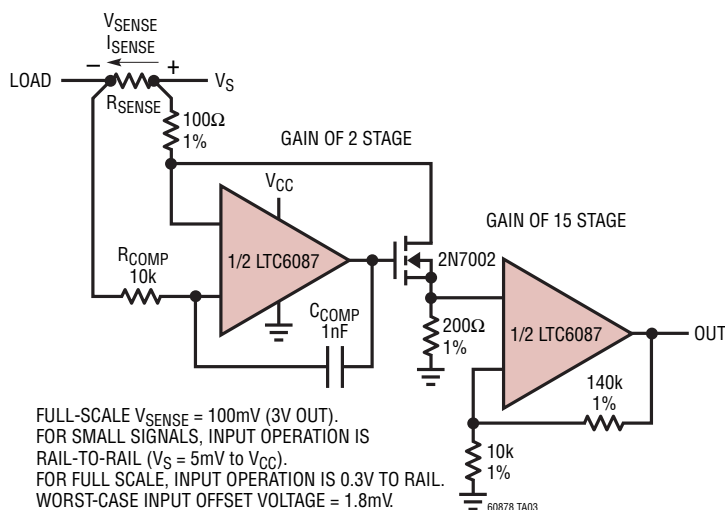 VSENSE
ISENSE
− +
LOAD
VS
RSENSE
100Ω
1%
GAIN OF 2 STAGE
VCC
GAIN OF 15 STAGE
1/2 LTC6087
2N7002
RCOMP
10k
CCOMP
1nF
200Ω
1%
1/2 LTC6087
OUT
140k
1%
10k
1%
FULL-SCALE VSENSE = 100mV (3V OUT).
FOR SMALL SIGNALS, INPUT OPERATION IS
RAIL-TO-RAIL (VS = 5mV to VCC).
FOR FULL SCALE, INPUT OPERATION IS 0.3V TO RAIL.
WORST-CASE INPUT OFFSET VOLTAGE = 1.8mV.
60878 TA03